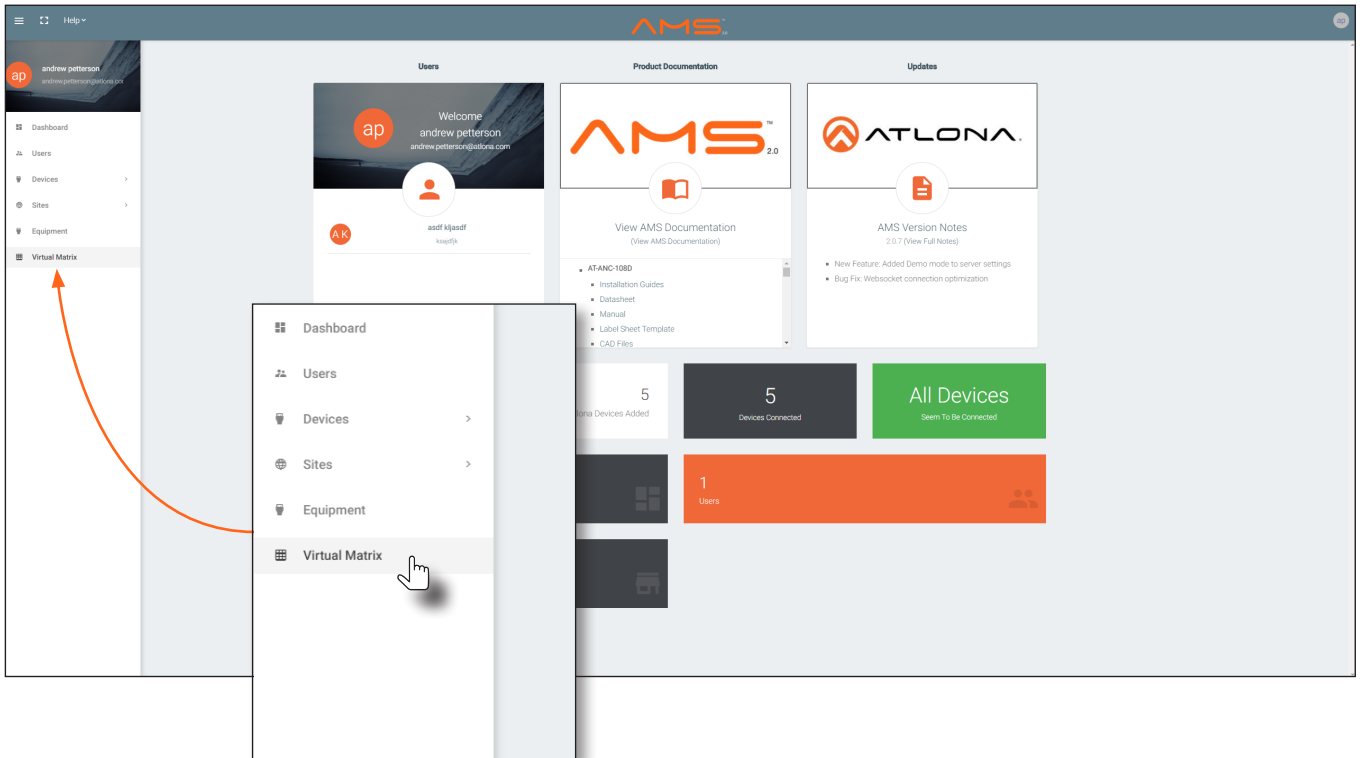 Help
AMS
2.0
ap
ap
andrew petterson
andrew.petterson@atlona.com
Dashboard
Users
Devices
Sites
Equipment
Virtual Matrix
Users
ap
Welcome
andrew petterson
andrew.petterson@atlona.com
A K
asdf kljasdf
ksajdfjk
Product Documentation
AMS™
2.0
View AMS Documentation
(View AMS Documentation)
AT-ANC-108D
Installation Guides
Datasheet
Manual
Label Sheet Template
CAD Files
Updates
ATLONA.
AMS Version Notes
2.0.7 (View Full Notes)
New Feature: Added Demo mode to server settings
Bug Fix: Websocket connection optimization
5
lona Devices Added
5
Devices Connected
All Devices
Seem To Be Connected
1
Users
Dashboard
Users
Devices
Sites
Equipment
Virtual Matrix